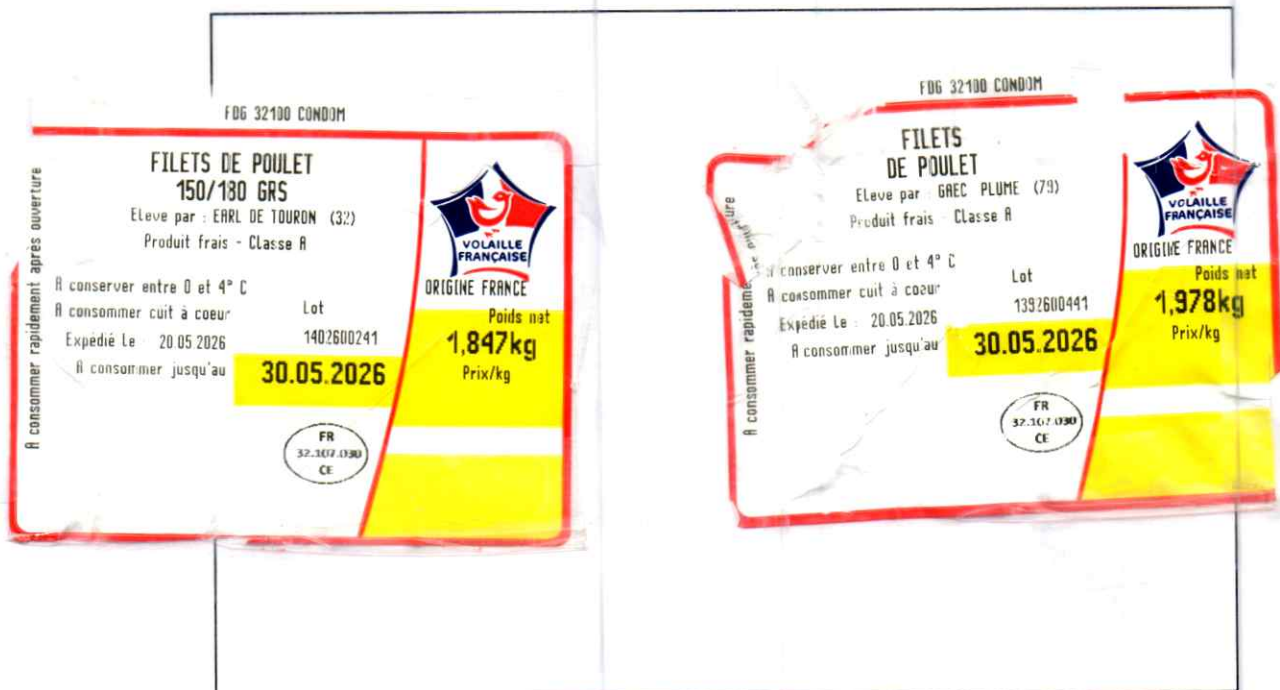 FDG 32100 CONDOM
FILETS DE POULET
150/180 GRS
Eleve par : EARL DE TOURON (32)
Produit frais - Classe A
A consommer rapidement après ouverture
A conserver entre 0 et 4° C
A consommer cuit à coeur
Expédié Le : 20.05.2026
A consommer jusqu'au
Lot
1402600241
30.05.2026
FR
32.107.030
CE
VOLAILLE
FRANÇAISE
ORIGINE FRANCE
Poids net
1,847kg
Prix/kg
FDG 32100 CONDOM
FILETS
DE POULET
Eleve par : GAEC PLUME (79)
Produit frais - Classe A
A consommer rapideme
A conserver entre 0 et 4° C
A consommer cuit à coeur
Expédié Le : 20.05.2026
A consommer jusqu'au
Lot
1392600441
30.05.2026
FR
32.107.030
CE
VOLAILLE
FRANÇAISE
ORIGINE FRANCE
Poids net
1,978kg
Prix/kg